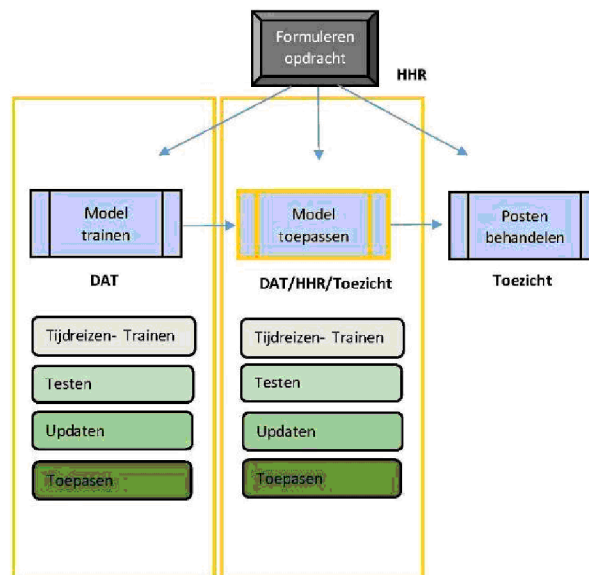 Formuleren
opdracht
HHR
Model
trainen
Model
toepassen
Posten
behandelen
DAT
DAT/HHR/Toezicht
Toezicht
Tijdreizen- Trainen
Tijdreizen- Trainen
Testen
Testen
Updaten
Updaten
Toepasen
Toepasen